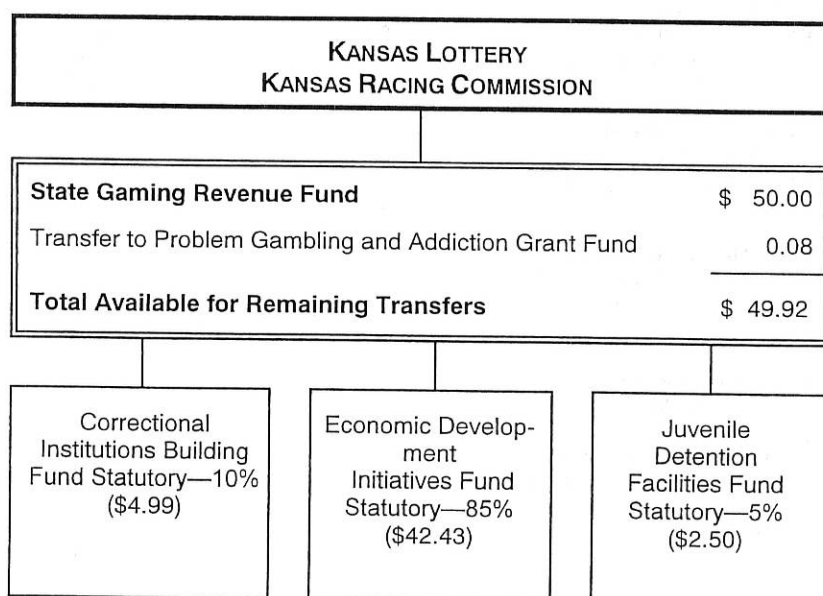 KANSAS LOTTERY
KANSAS RACING COMMISSION
State Gaming Revenue Fund $ 50.00
Transfer to Problem Gambling and Addiction Grant Fund 0.08
Total Available for Remaining Transfers $ 49.92
Correctional
Institutions Building
Fund Statutory—10%
($4.99)
Economic Develop-
ment
Initiatives Fund
Statutory—85%
($42.43)
Juvenile
Detention
Facilities Fund
Statutory—5%
($2.50)